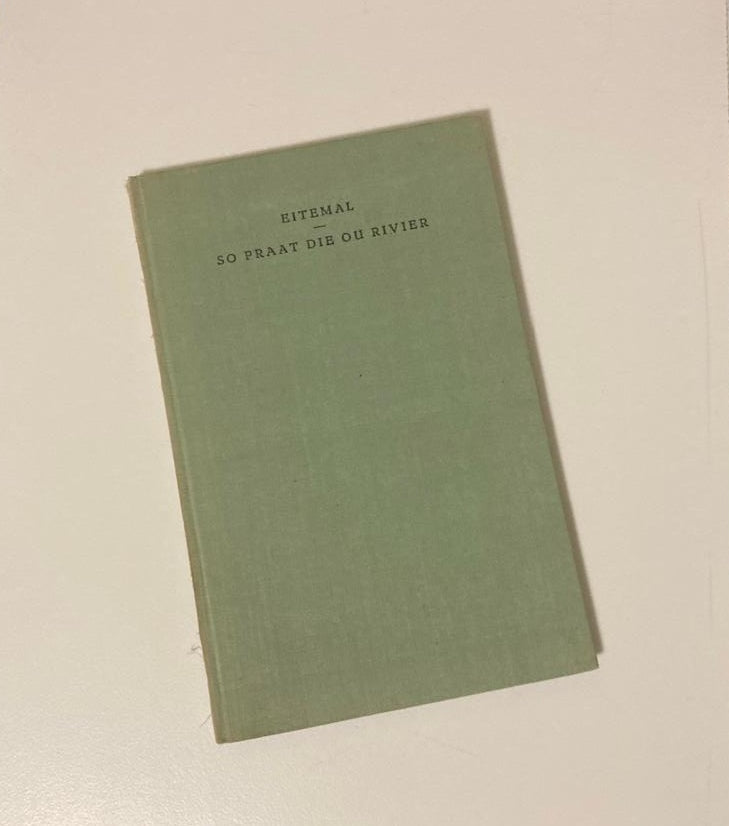 EITEMAL
—
SO PRAAT DIE OU RIVIER